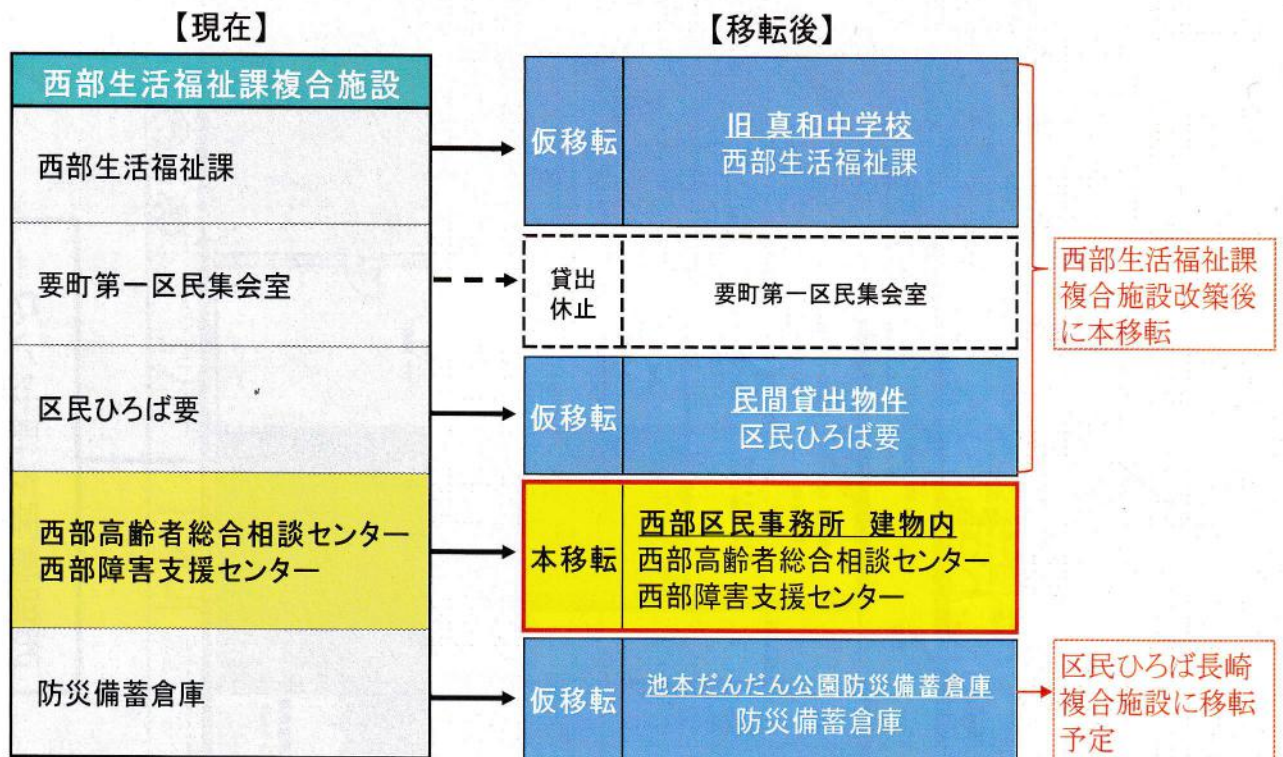 【現在】
【移転後】
西部生活福祉課複合施設
西部生活福祉課
仮移転
旧 真和中学校
西部生活福祉課
要町第一区民集会室
貸出
休止
要町第一区民集会室
区民ひろば要
仮移転
民間貸出物件
区民ひろば要
西部生活福祉課
複合施設改築後
に本移転
西部高齢者総合相談センター
西部障害支援センター
本移転
西部区民事務所 建物内
西部高齢者総合相談センター
西部障害支援センター
防災備蓄倉庫
仮移転
池本だんだん公園防災備蓄倉庫
防災備蓄倉庫
区民ひろば長崎
複合施設に移転
予定